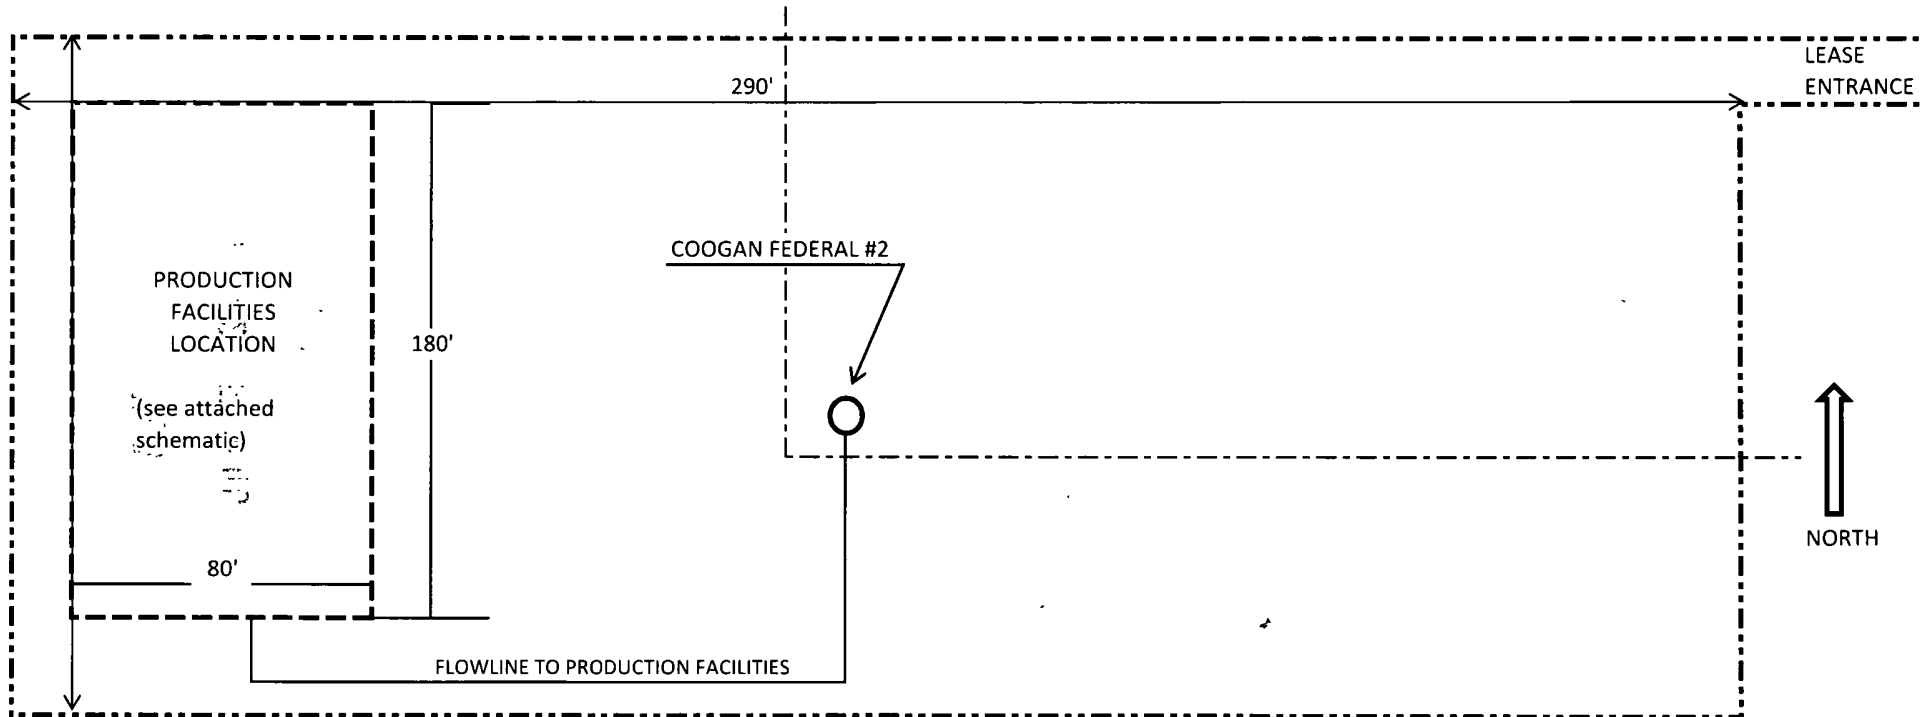 LEASE
ENTRANCE
290'
COOGAN FEDERAL #2
PRODUCTION
FACILITIES
LOCATION
(see attached
schematic)
180'
80'
NORTH
FLOWLINE TO PRODUCTION FACILITIES